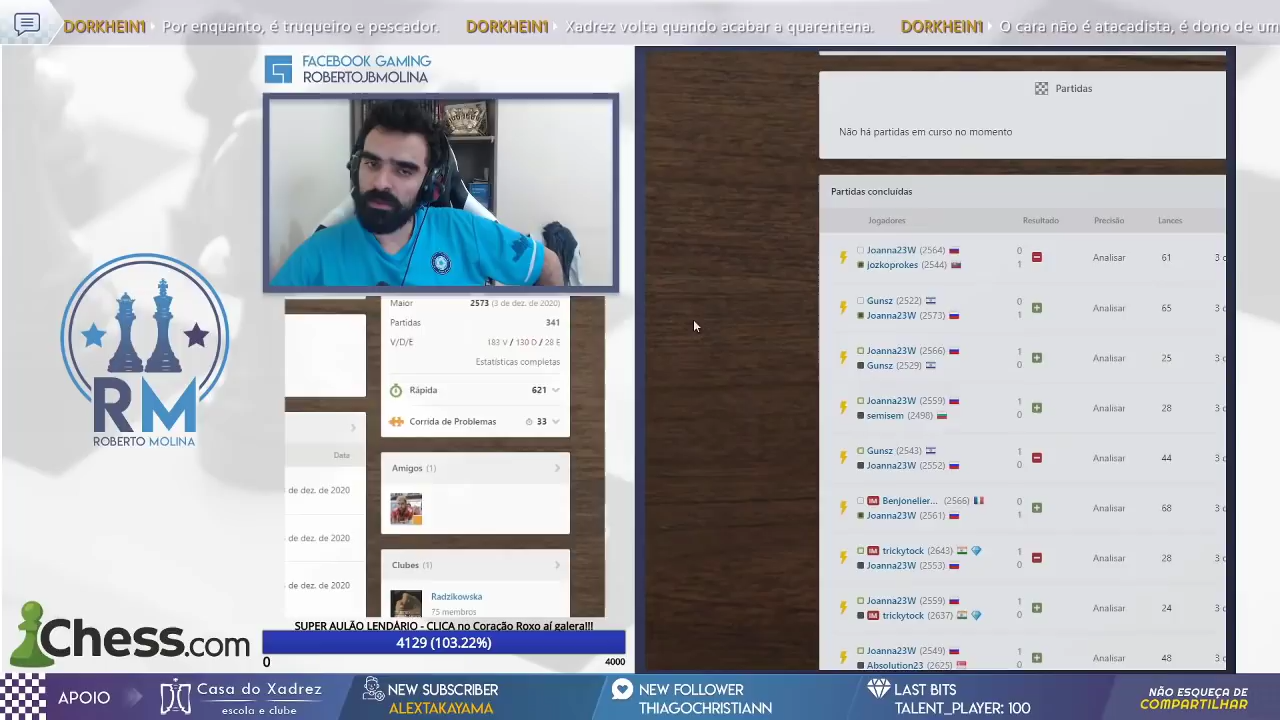 DORKHEIN1 Por enquanto, é truqueiro e pescador. DORKHEIN1 Xadrez volta quando acabar a quarentena. DORKHEIN1 O cara não é atacadista, é dono de um
FACEBOOK GAMING
ROBERTOJBMOLINA
RM
ROBERTO MOLINA
Maior 2573 (3 de dez. de 2020)
Partidas 341
V/D/E 183 V / 130 D / 28 E
Estatísticas completas
Rápida 621
Corrida de Problemas 33
Amigos (1)
Clubes (1)
Radzikowska
75 membros
Date
de dez. de 2020
de dez. de 2020
de dez. de 2020
Partidas
Não há partidas em curso no momento
Partidas concluídas
Jogadores Resultado Precisão Lances
Joanna23W (2564) 0
jozkoprokes (2544) 1
Analisar 61 3 c
Gunsz (2522) 0
Joanna23W (2573) 1
Analisar 65 3 c
Joanna23W (2566) 1
Gunsz (2529) 0
Analisar 25 3 c
Joanna23W (2559) 1
semisem (2498) 0
Analisar 28 3 c
Gunsz (2543) 1
Joanna23W (2552) 0
Analisar 44 3 c
IM Benjonelier... (2566) 0
Joanna23W (2561) 1
Analisar 68 3 c
IM trickytock (2643) 1
Joanna23W (2553) 0
Analisar 28 3 c
Joanna23W (2559) 1
IM trickytock (2637) 0
Analisar 24 3 c
Joanna23W (2549) 1
Absolution23 (2625) 0
Analisar 48 3 c
SUPER AULÃO LENDÁRIO - CLICA no Coração Roxo aí galera!!!
4129 (103.22%)
0 4000
Chess.com
APOIO
Casa do Xadrez
escola e clube
NEW SUBSCRIBER
ALEXTAKAYAMA
NEW FOLLOWER
THIAGOCHRISTIANN
LAST BITS
TALENT_PLAYER: 100
NÃO ESQUEÇA DE
COMPARTILHAR